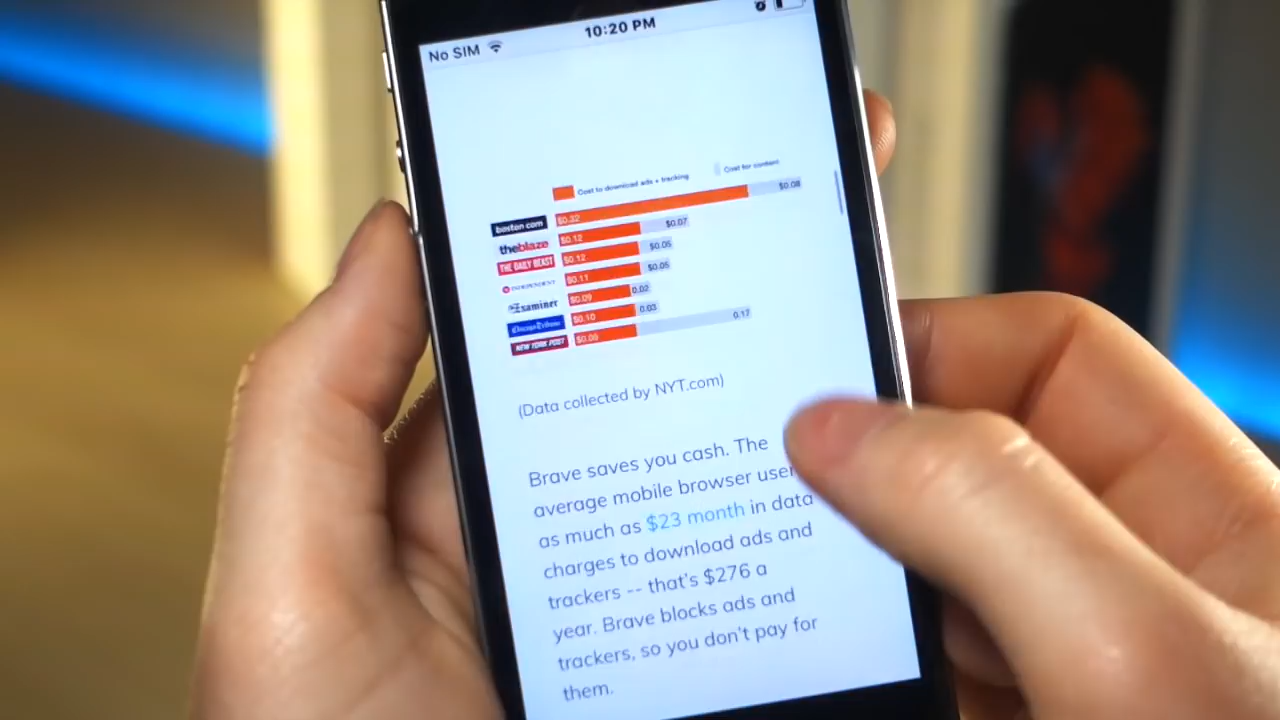 No SIM 10:20 PM
Cost to download ads + tracking Cost for content
boston.com $0.32 $0.08
theblaze $0.12 $0.07
THE DAILY BEAST $0.12 $0.05
INDEPENDENT $0.11 $0.05
Examiner $0.09 0.02
Chicago Tribune $0.10 0.03
NEW YORK POST 0.17
(Data collected by NYT.com)
Brave saves you cash. The
average mobile browser user
as much as $23 month in data
charges to download ads and
trackers -- that's $276 a
year. Brave blocks ads and
trackers, so you don't pay for
them.